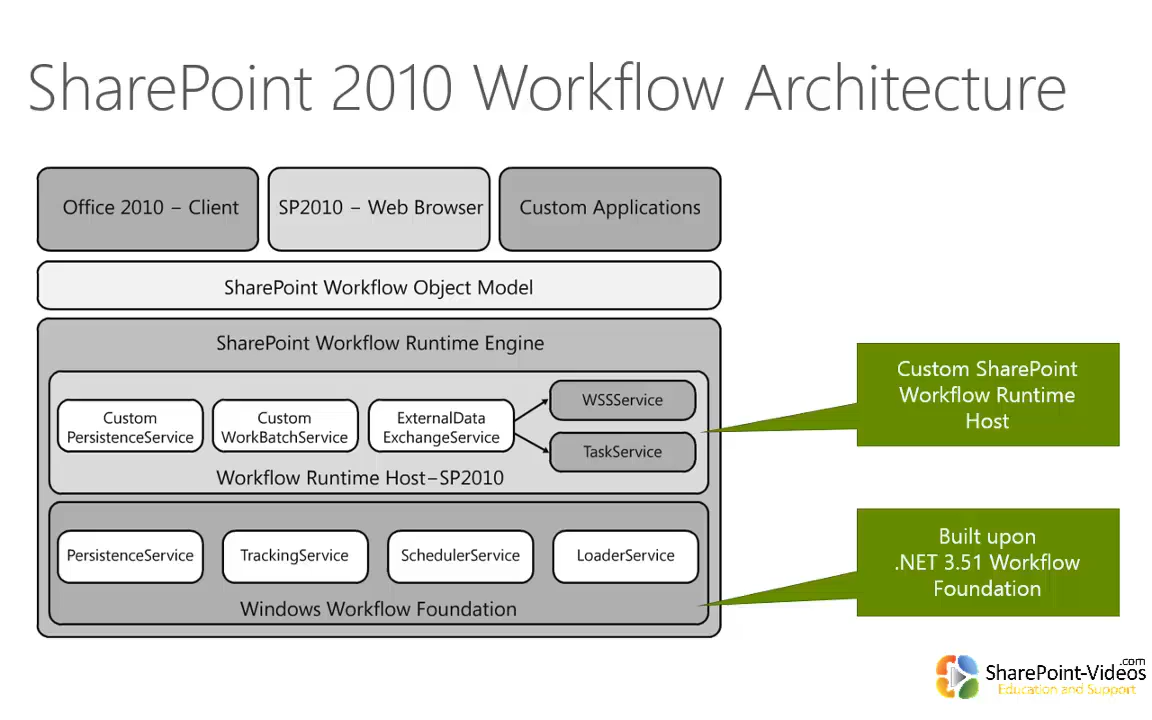 SharePoint 2010 Workflow Architecture
Office 2010 – Client
SP2010 – Web Browser
Custom Applications
SharePoint Workflow Object Model
SharePoint Workflow Runtime Engine
Custom
PersistenceService
Custom
WorkBatchService
ExternalData
ExchangeService
WSSService
TaskService
Workflow Runtime Host–SP2010
PersistenceService
TrackingService
SchedulerService
LoaderService
Windows Workflow Foundation
Custom SharePoint
Workflow Runtime
Host
Built upon
.NET 3.51 Workflow
Foundation
SharePoint-Videos.com
Education and Support